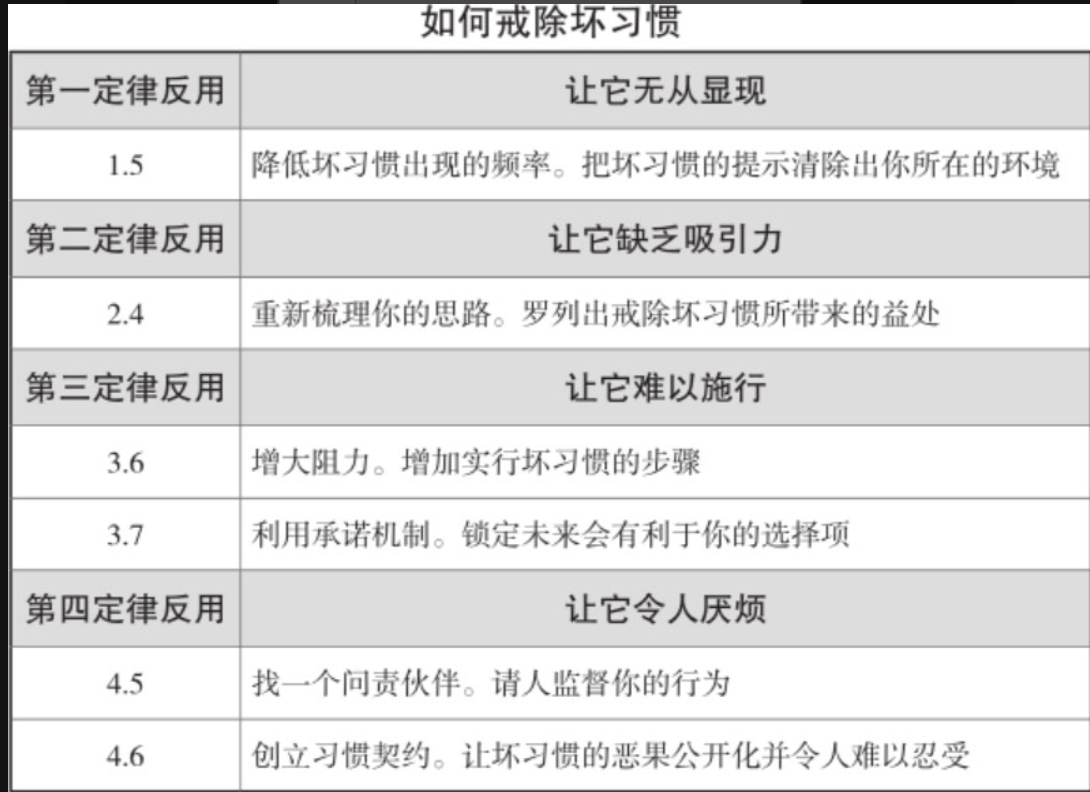 如何戒除坏习惯
第一定律反用 让它无从显现
1.5 降低坏习惯出现的频率。把坏习惯的提示清除出你所在的环境
第二定律反用 让它缺乏吸引力
2.4 重新梳理你的思路。罗列出戒除坏习惯所带来的益处
第三定律反用 让它难以施行
3.6 增大阻力。增加实行坏习惯的步骤
3.7 利用承诺机制。锁定未来会有利于你的选择项
第四定律反用 让它令人厌烦
4.5 找一个问责伙伴。请人监督你的行为
4.6 创立习惯契约。让坏习惯的恶果公开化并令人难以忍受